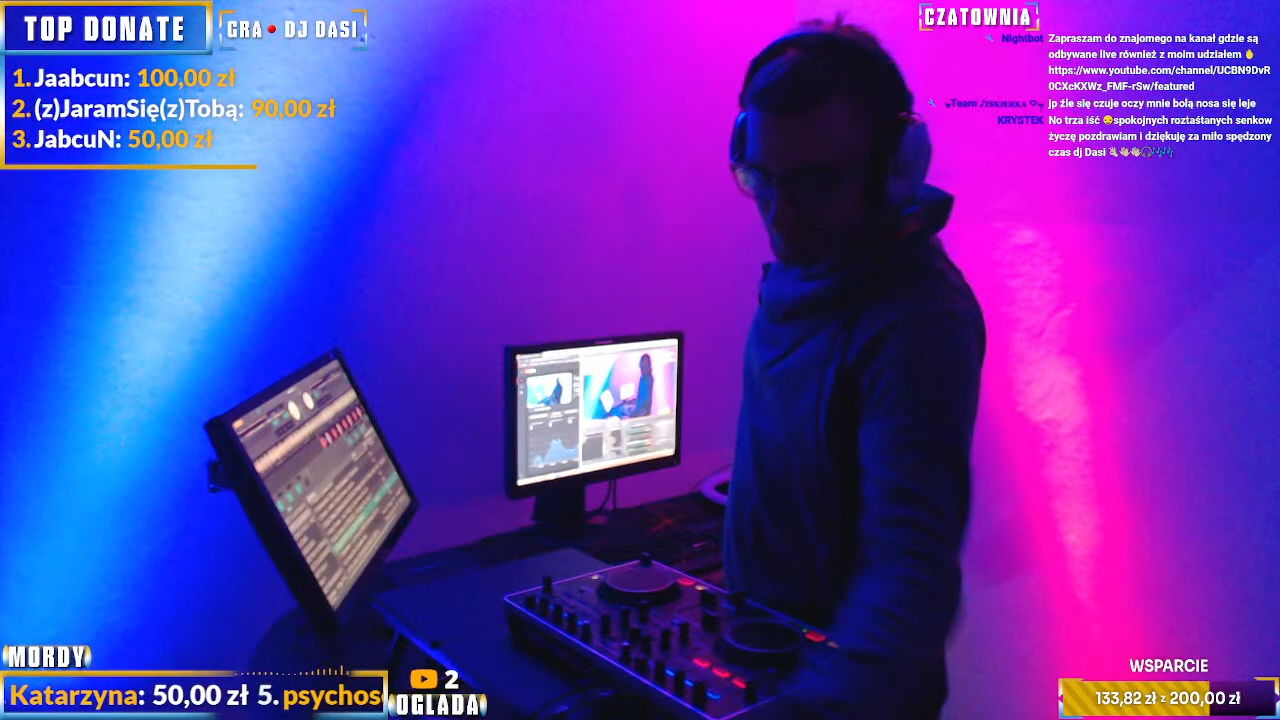 TOP DONATE
GRA • DJ DASI
1. Jaabcun: 100,00 zł
2. (z)JaramSię(z)Tobą: 90,00 zł
3. JabcuN: 50,00 zł
CZATOWNIA
Nightbot Zapraszam do znajomego na kanał gdzie są
odbywane live również z moim udziałem
https://www.youtube.com/channel/UCBN9DvR
0CXcKXWz_FMF-rSw/featured
Team ISKIERKA jp źle się czuje oczy mnie bolą nosa się leje
KRYSTEK No trza iść spokojnych roztaśtanych senkow
życzę pozdrawiam i dziękuję za miło spędzony
czas dj Dasi
MORDY
Katarzyna: 50,00 zł 5. psychos
2
OGLADA
WSPARCIE
133,82 zł z 200,00 zł